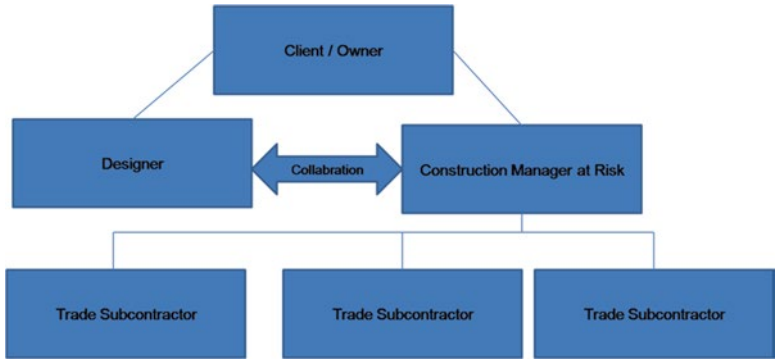 Client / Owner
Designer
Collabration
Construction Manager at Risk
Trade Subcontractor
Trade Subcontractor
Trade Subcontractor